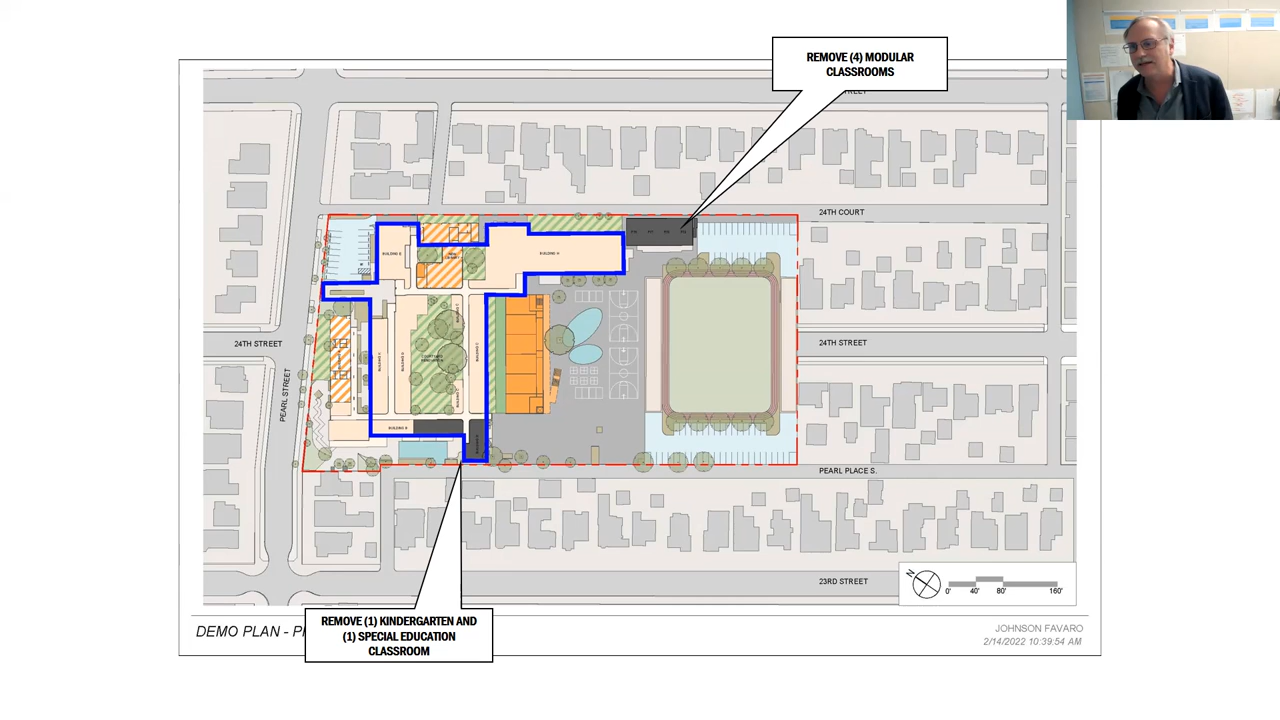 REMOVE (4) MODULAR
CLASSROOMS
STREET
24TH COURT
BUILDING
24TH STREET
24TH STREET
PEARL STREET
PEARL PLACE S.
23RD STREET
N
0' 40' 80' 160'
REMOVE (1) KINDERGARTEN AND
(1) SPECIAL EDUCATION
CLASSROOM
DEMO PLAN -
JOHNSON FAVARO
2/14/2022 10:39:54 AM